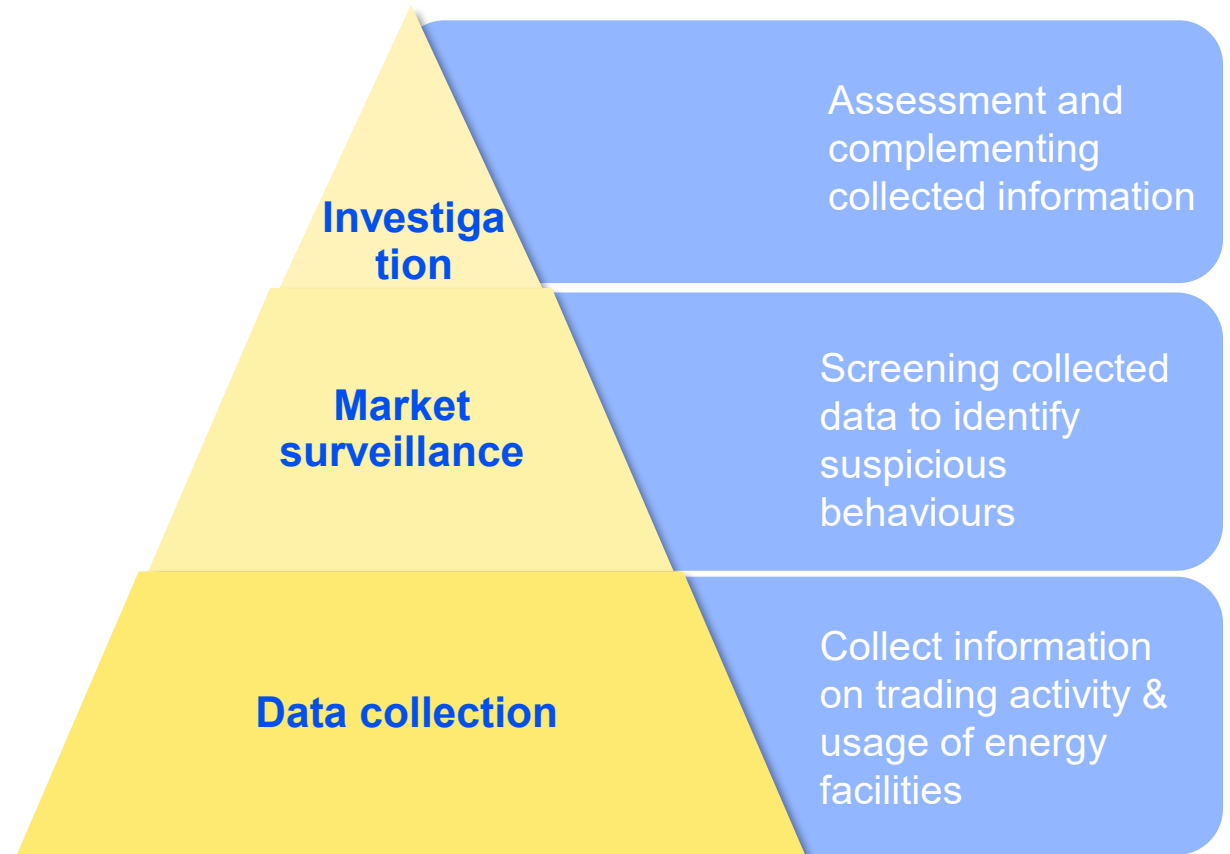 Investiga
tion
Assessment and
complementing
collected information
Market
surveillance
Screening collected
data to identify
suspicious
behaviours
Data collection
Collect information
on trading activity &
usage of energy
facilities